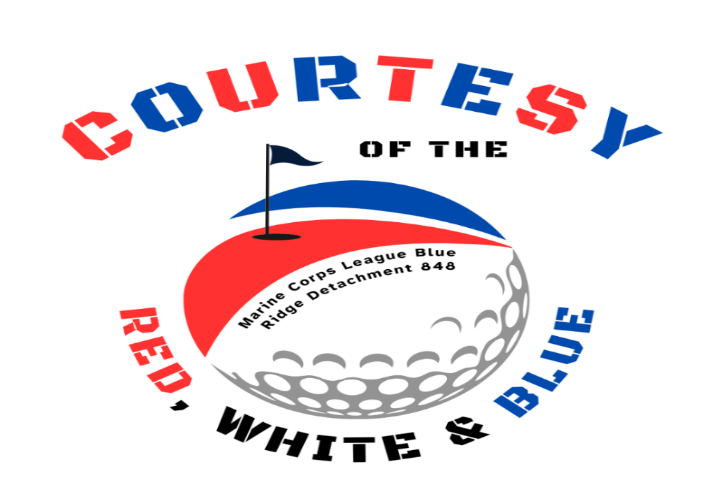 COURTESY
OF THE
Marine Corps League Blue
Ridge Detachment 848
RED, WHITE & BLUE